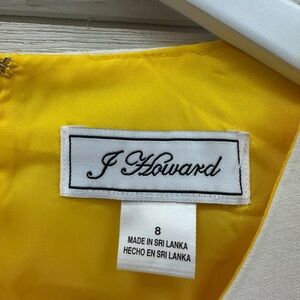 J Howard
8
MADE IN SRI LANKA
HECHO EN SRI LANKA